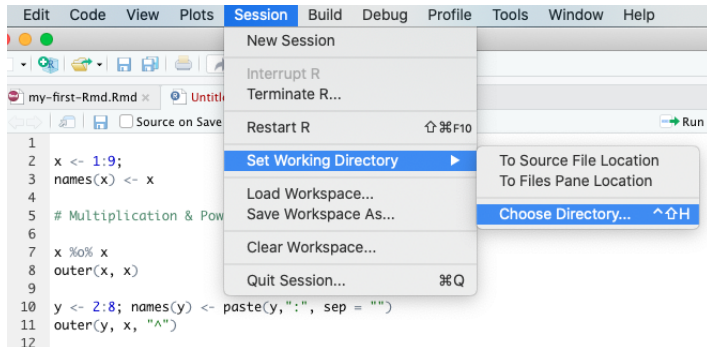 Edit Code View Plots Session Build Debug Profile Tools Window Help
New Session
Interrupt R
Terminate R...
my-first-Rmd.Rmd × Untitl
Source on Save
Run
Restart R ⇧⌘F10
Set Working Directory ▶
To Source File Location
To Files Pane Location
Choose Directory... ^⇧H
Load Workspace...
Save Workspace As...
Clear Workspace...
Quit Session... ⌘Q
1
2 x <- 1:9;
3 names(x) <- x
4
5 # Multiplication & Pow
6
7 x %o% x
8 outer(x, x)
9
10 y <- 2:8; names(y) <- paste(y,":", sep = "")
11 outer(y, x, "^")
12